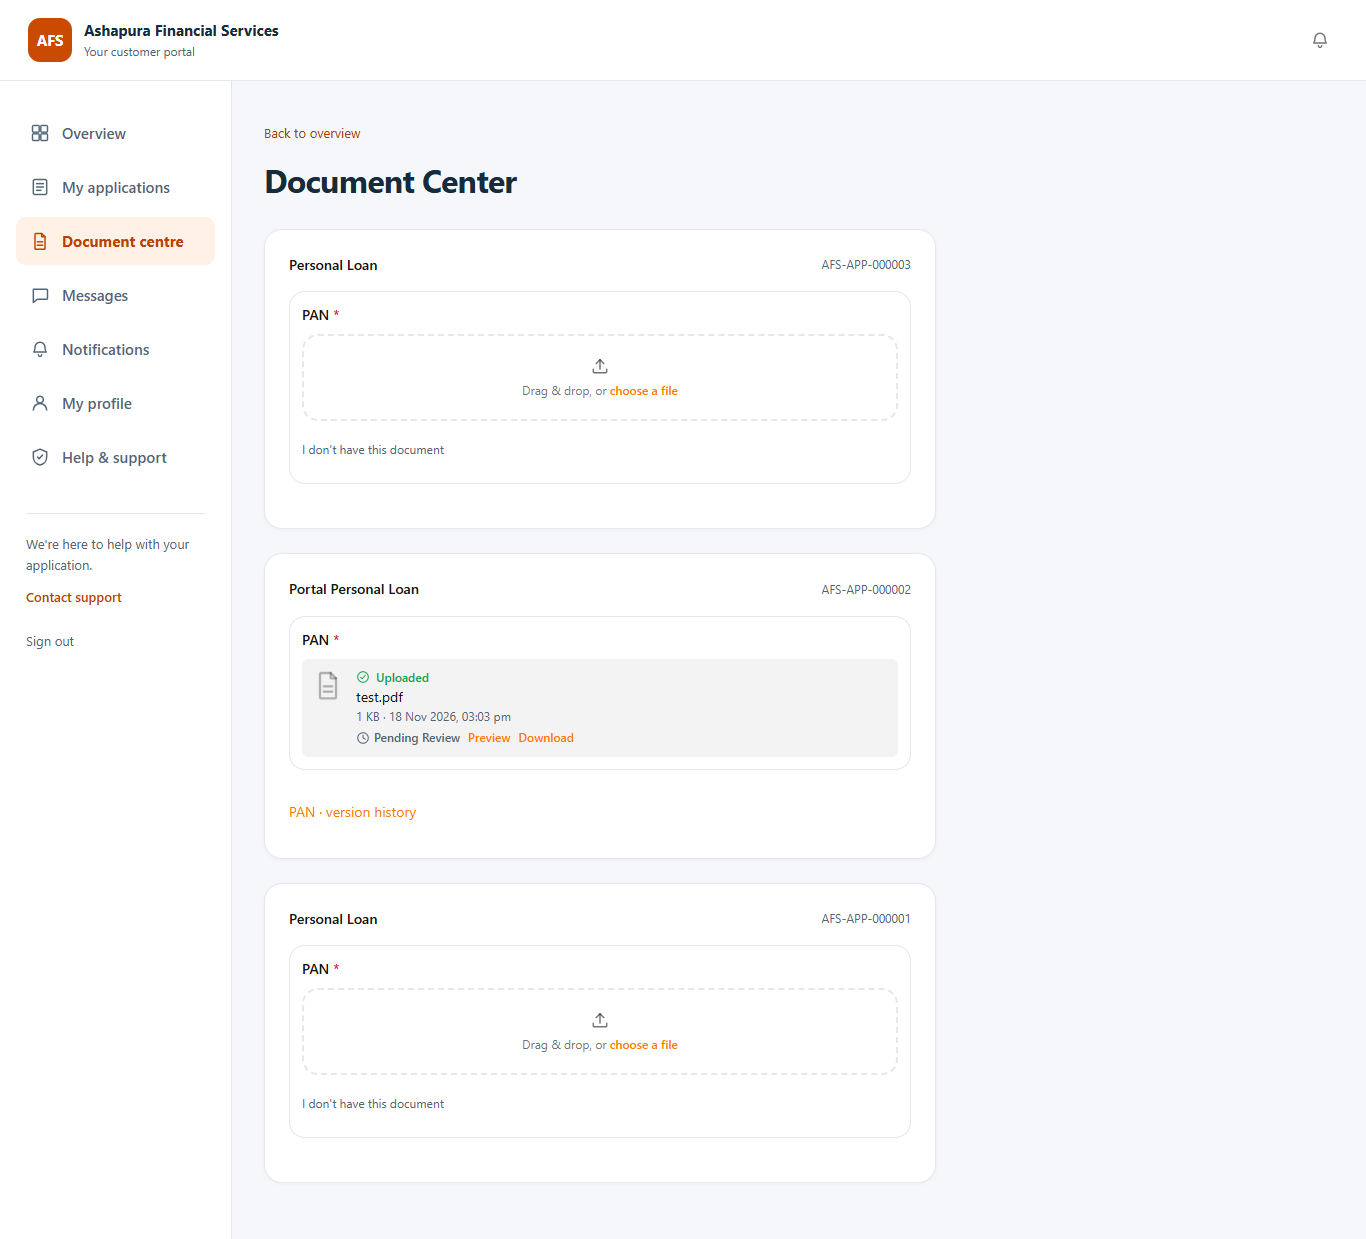 AFS
Ashapura Financial Services
Your customer portal
Overview
My applications
Document centre
Messages
Notifications
My profile
Help & support
We're here to help with your
application.
Contact support
Sign out
Back to overview
Document Center
Personal Loan
AFS-APP-000003
PAN *
Drag & drop, or choose a file
I don't have this document
Portal Personal Loan
AFS-APP-000002
PAN *
Uploaded
test.pdf
1 KB · 18 Nov 2026, 03:03 pm
Pending Review Preview Download
PAN · version history
Personal Loan
AFS-APP-000001
PAN *
Drag & drop, or choose a file
I don't have this document